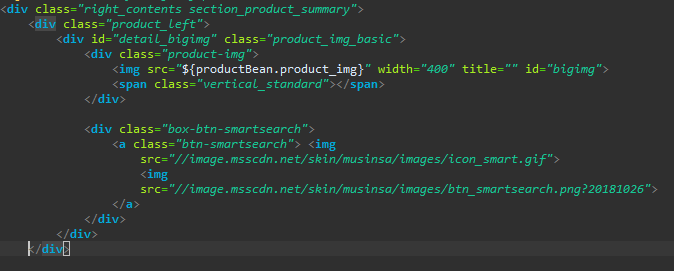 <div class="right_contents section_product_summary">
<div class="product_left">
<div id="detail_bigimg" class="product_img_basic">
<div class="product-img">
<img src="${productBean.product_img}" width="400" title="" id="bigimg">
<span class="vertical_standard"></span>
</div>
<div class="box-btn-smartsearch">
<a class="btn-smartsearch"> <img
src="//image.msscdn.net/skin/musinsa/images/icon_smart.gif">
<img
src="//image.msscdn.net/skin/musinsa/images/btn_smartsearch.png?20181026">
</a>
</div>
</div>
</div>